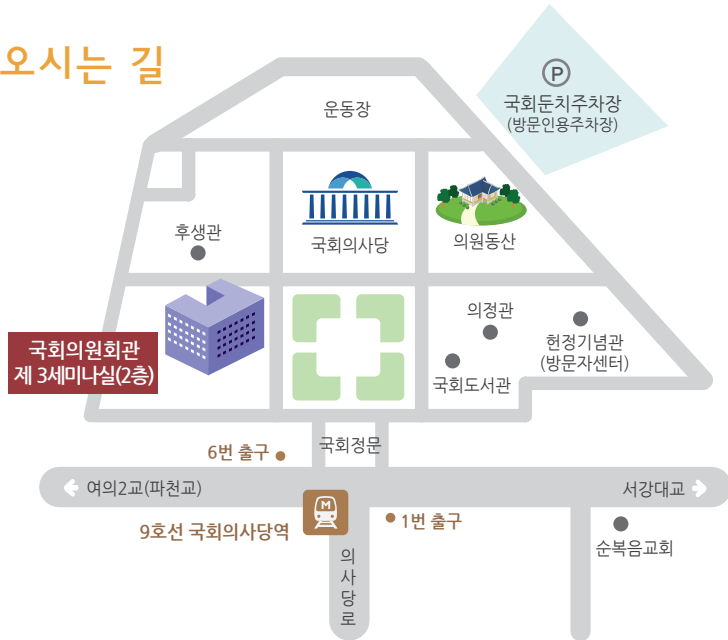 오시는 길
P
국회둔치주차장
(방문인용주차장)
운동장
후생관
국회의사당
의원동산
의정관
헌정기념관
(방문자센터)
국회의원회관
제 3세미나실(2층)
국회도서관
6번 출구
국회정문
여의2교(파천교)
서강대교
M
9호선 국회의사당역
1번 출구
순복음교회
의
사
당
로